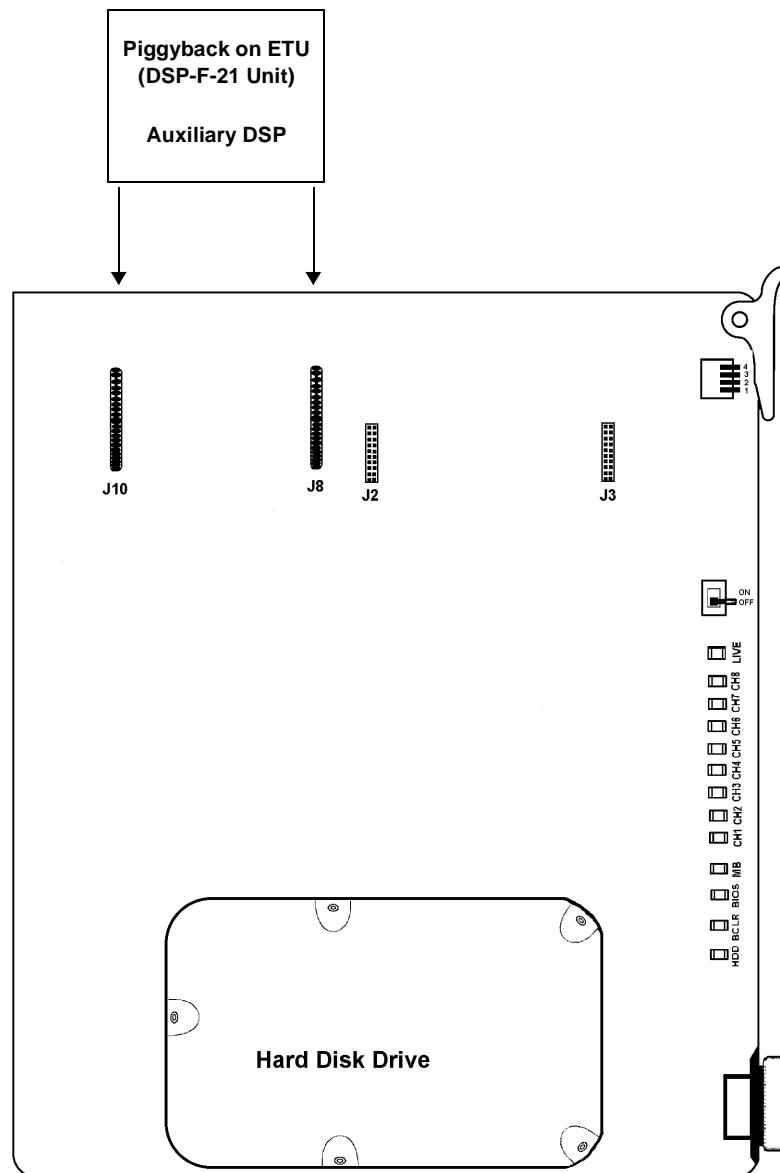 Piggyback on ETU
(DSP-F-21 Unit)
Auxiliary DSP
4
3
2
1
J10
J8
J2
J3
ON
OFF
LIVE
CH8
CH7
CH6
CH5
CH4
CH3
CH2
CH1
MB
BIOS
BCLR
HDD
Hard Disk Drive